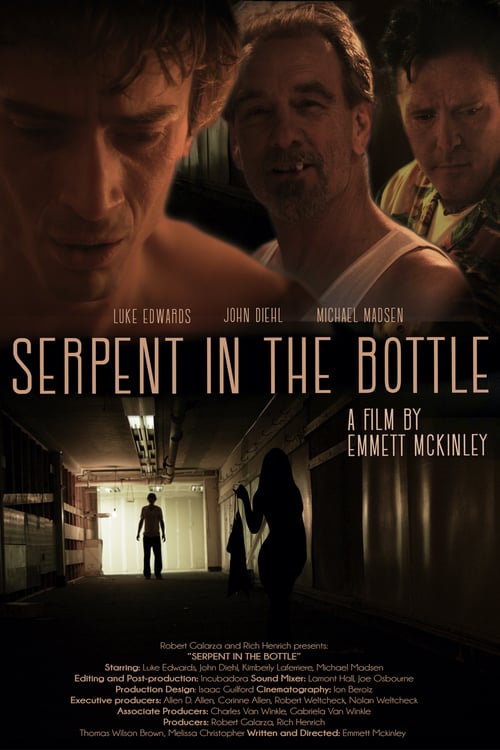 LUKE EDWARDS JOHN DIEHL MICHAEL MADSEN
SERPENT IN THE BOTTLE
A FILM BY
EMMETT MCKINLEY
Robert Galarza and Rich Henrich presents:
"SERPENT IN THE BOTTLE"
Starring: Luke Edwards, John Diehl, Kimberly Laferriere, Michael Madsen
Editing and Post-production: Incubadora Sound Mixer: Lamont Hall, Joe Osbourne
Production Design: Isaac Guilford Cinematography: Ion Beroiz
Executive producers: Allen D. Allen, Corinne Allen, Robert Weltcheck, Nolan Weltcheck
Associate Producers: Charles Van Winkle, Gabriela Van Winkle
Producers: Robert Galarza, Rich Henrich
Thomas Wilson Brown, Melissa Christopher Written and Directed: Emmett Mckinley